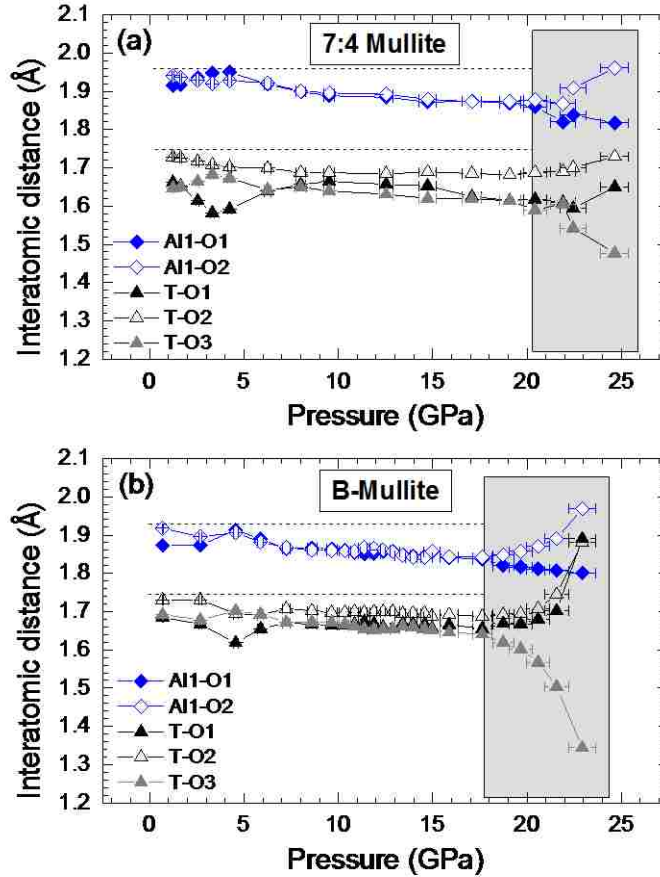 (a)
7:4 Mullite
Interatomic distance (Å)
2.1
2.0
1.9
1.8
1.7
1.6
1.5
1.4
1.3
1.2
Al1-O1
Al1-O2
T-O1
T-O2
T-O3
0 5 10 15 20 25
Pressure (GPa)
(b)
B-Mullite
Interatomic distance (Å)
2.1
2.0
1.9
1.8
1.7
1.6
1.5
1.4
1.3
1.2
Al1-O1
Al1-O2
T-O1
T-O2
T-O3
0 5 10 15 20 25
Pressure (GPa)